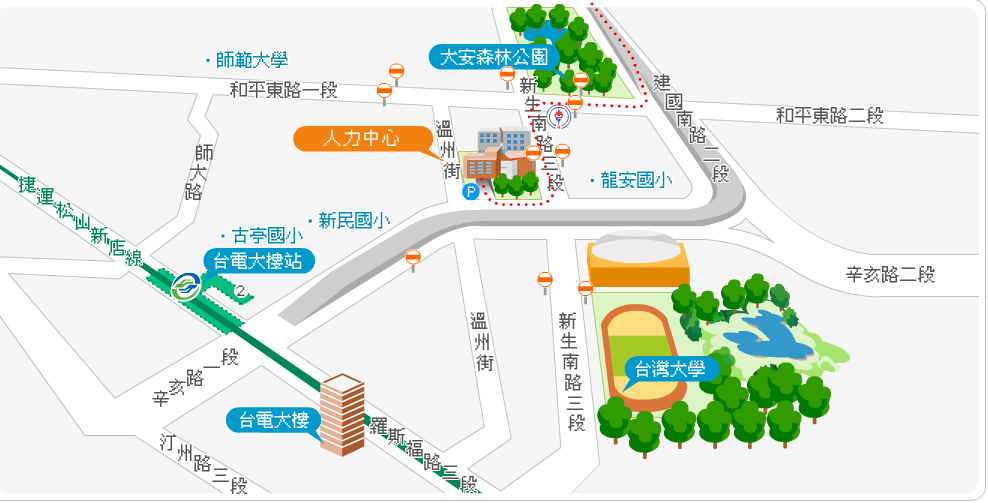 師範大學
大安森林公園
和平東路一段
新生南路三段
建國南路二段
和平東路二段
人力中心
溫州街
師大路
P
龍安國小
捷運松山新店線
新民國小
古亭國小
台電大樓站
2
辛亥路二段
溫州街
新生南路三段
辛亥路一段
台灣大學
台電大樓
羅斯福路三段
汀州路三段